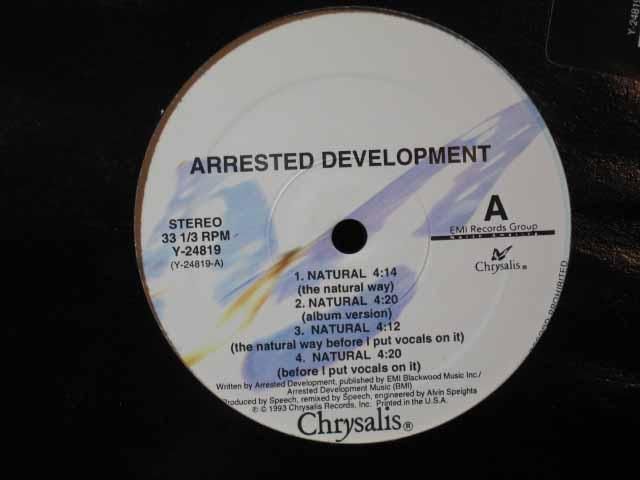 Y-24819
ARRESTED DEVELOPMENT
STEREO
33 1/3 RPM
Y-24819
(Y-24819-A)
A
EMI Records Group
North America
Chrysalis®
1. NATURAL 4:14
(the natural way)
2. NATURAL 4:20
(album version)
3. NATURAL 4:12
(the natural way before I put vocals on it)
4. NATURAL 4:20
(before I put vocals on it)
Written by Arrested Development, published by EMI Blackwood Music Inc./
Arrested Development Music (BMI)
Produced by Speech, remixed by Speech, engineered by Alvin Speights
℗ © 1993 Chrysalis Records, Inc. Printed in the U.S.A.
Chrysalis®
PROHIBITED